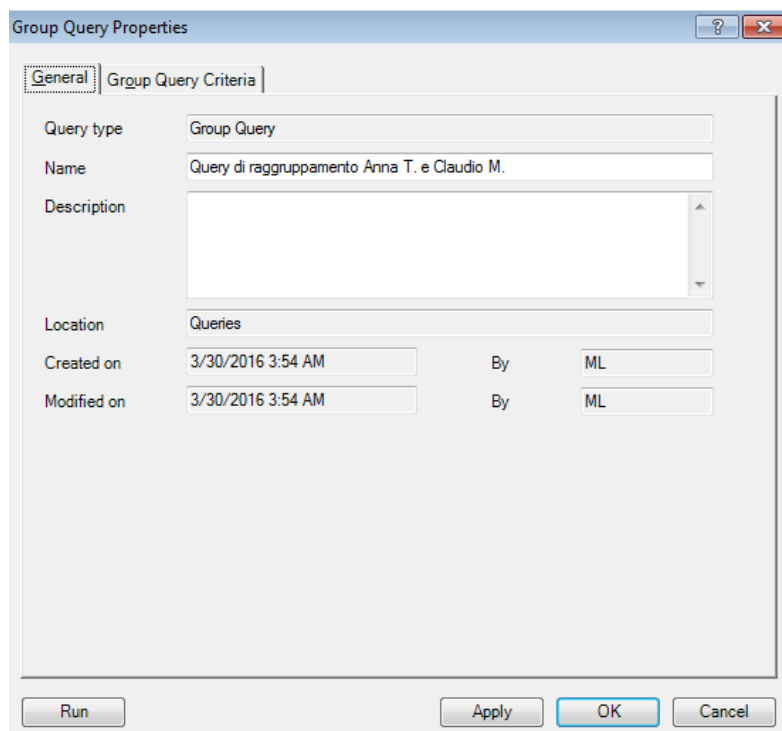 Group Query Properties
General Group Query Criteria
Query type Group Query
Name Query di raggruppamento Anna T. e Claudio M.
Description
Location Queries
Created on 3/30/2016 3:54 AM By ML
Modified on 3/30/2016 3:54 AM By ML
Run Apply OK Cancel